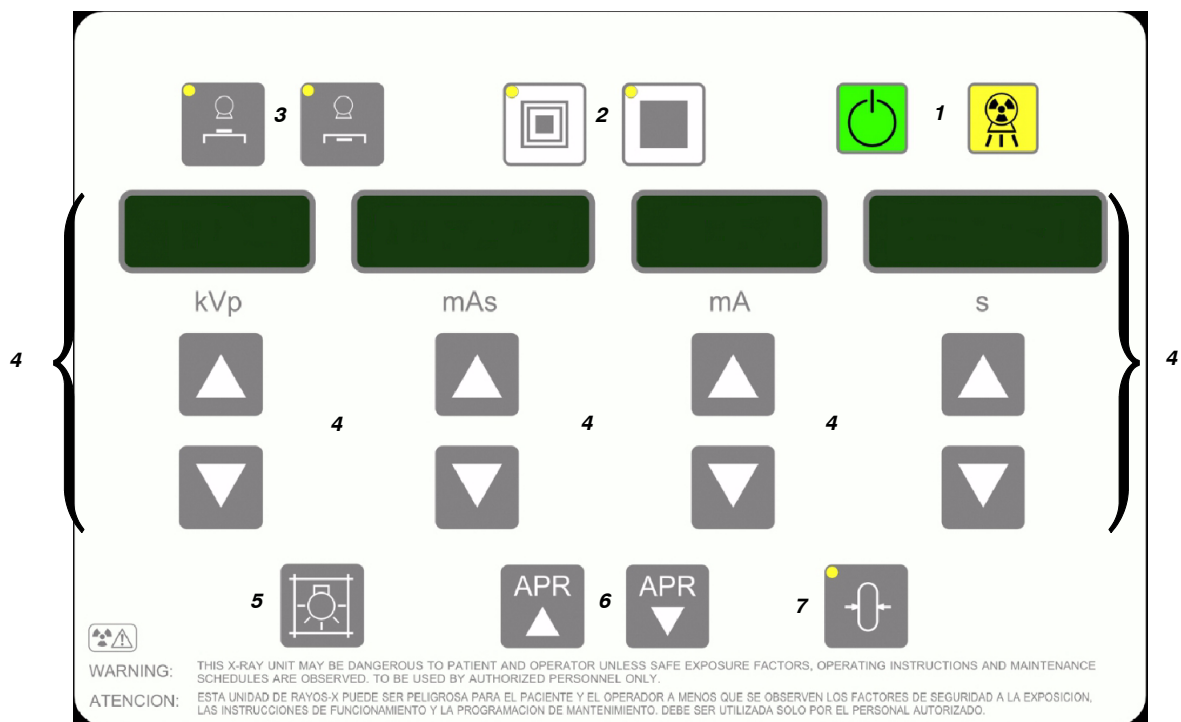 3 2 1
kVp mAs mA s
4 4
4 4 4
APR APR
5 6 7
WARNING: THIS X-RAY UNIT MAY BE DANGEROUS TO PATIENT AND OPERATOR UNLESS SAFE EXPOSURE FACTORS, OPERATING INSTRUCTIONS AND MAINTENANCE
SCHEDULES ARE OBSERVED. TO BE USED BY AUTHORIZED PERSONNEL ONLY.
ATENCION: ESTA UNIDAD DE RAYOS-X PUEDE SER PELIGROSA PARA EL PACIENTE Y EL OPERADOR A MENOS QUE SE OBSERVEN LOS FACTORES DE SEGURIDAD A LA EXPOSICION,
LAS INSTRUCCIONES DE FUNCIONAMIENTO Y LA PROGRAMACION DE MANTENIMIENTO. DEBE SER UTILIZADA SOLO POR EL PERSONAL AUTORIZADO.